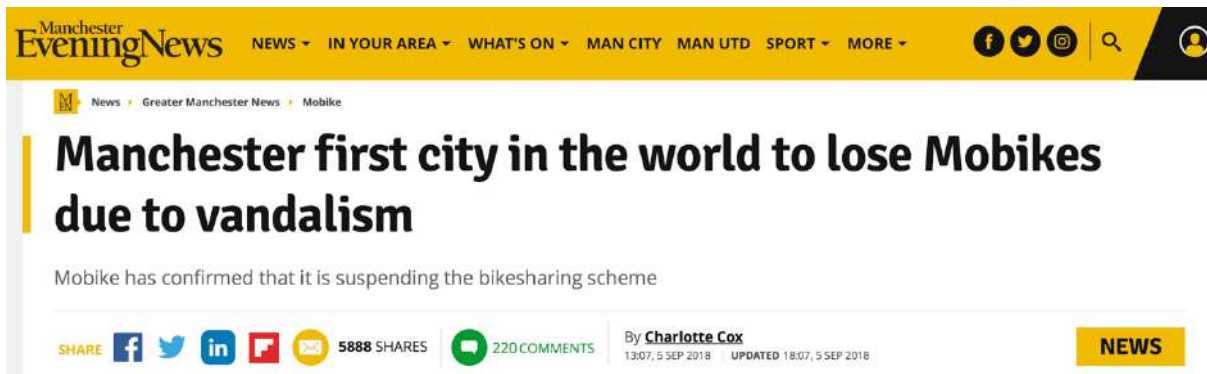 Manchester
EveningNews NEWS IN YOUR AREA WHAT'S ON MAN CITY MAN UTD SPORT MORE
MEN News Greater Manchester News Mobike
Manchester first city in the world to lose Mobikes
due to vandalism
Mobike has confirmed that it is suspending the bikesharing scheme
SHARE 5888 SHARES 220 COMMENTS By Charlotte Cox
13:07, 5 SEP 2018 UPDATED 18:07, 5 SEP 2018
NEWS